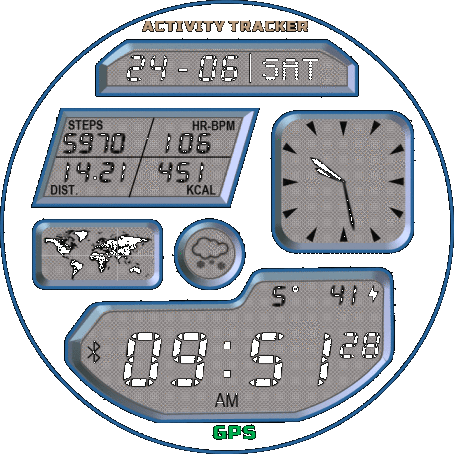 ACTIVITY TRACKER
24-06 SAT
STEPS HR-BPM
5970 106
14.21 451
DIST. KCAL
5° 41
09:51 28
AM
GPS